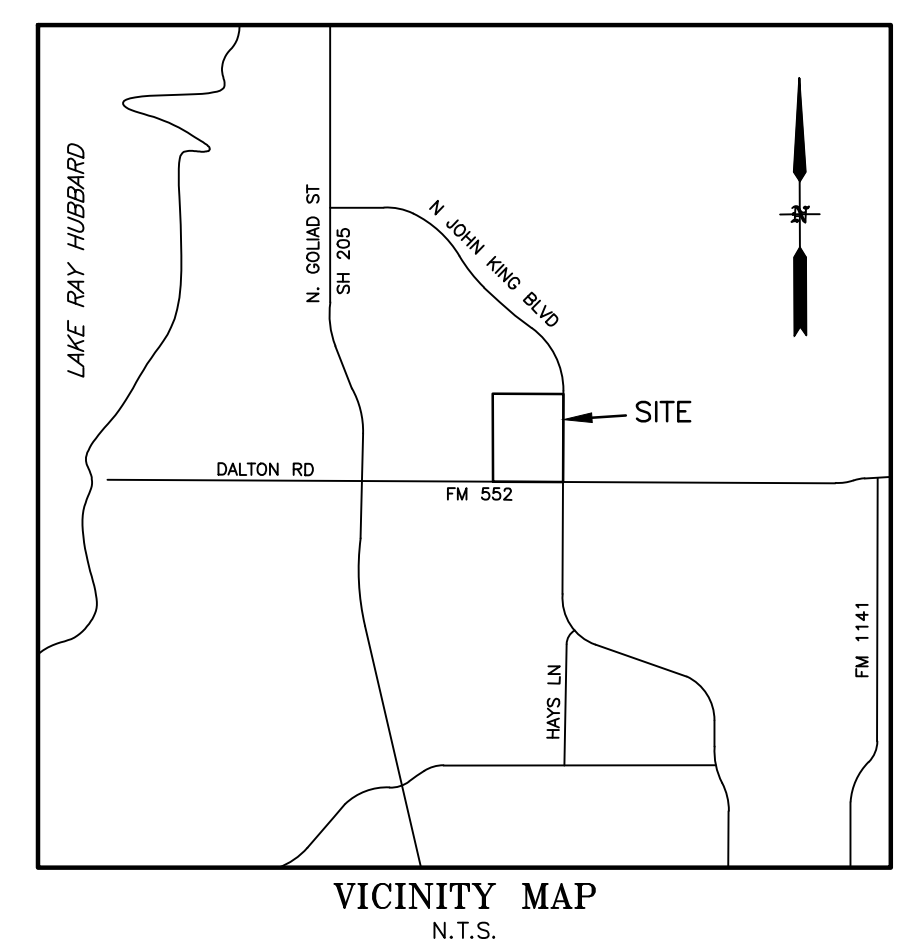 LAKE RAY HUBBARD
N. GOLIAD ST
SH 205
N JOHN KING BLVD
N
SITE
DALTON RD
FM 552
HAYS LN
FM 1141
VICINITY MAP
N.T.S.